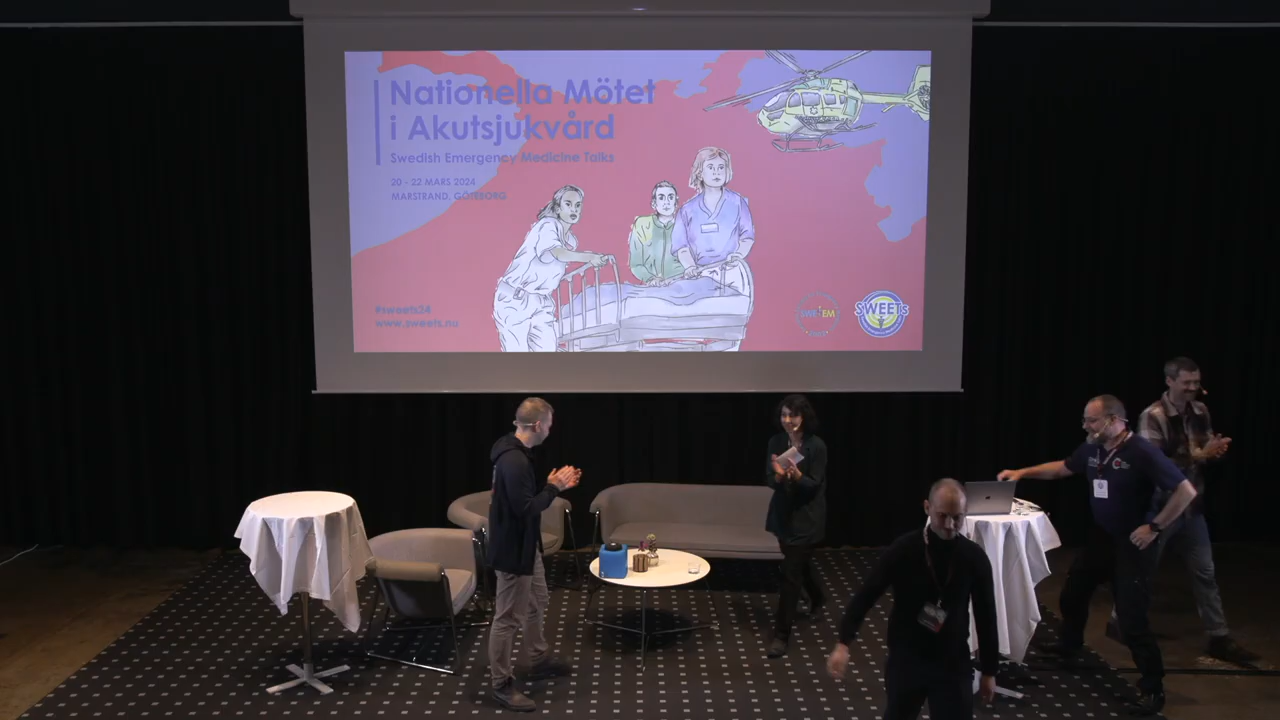 Nationella Mötet
i Akutsjukvård
Swedish Emergency Medicine Talks
20 - 22 MARS 2024
MARSTRAND, GÖTEBORG
#sweets24
www.sweets.nu
SWEETs